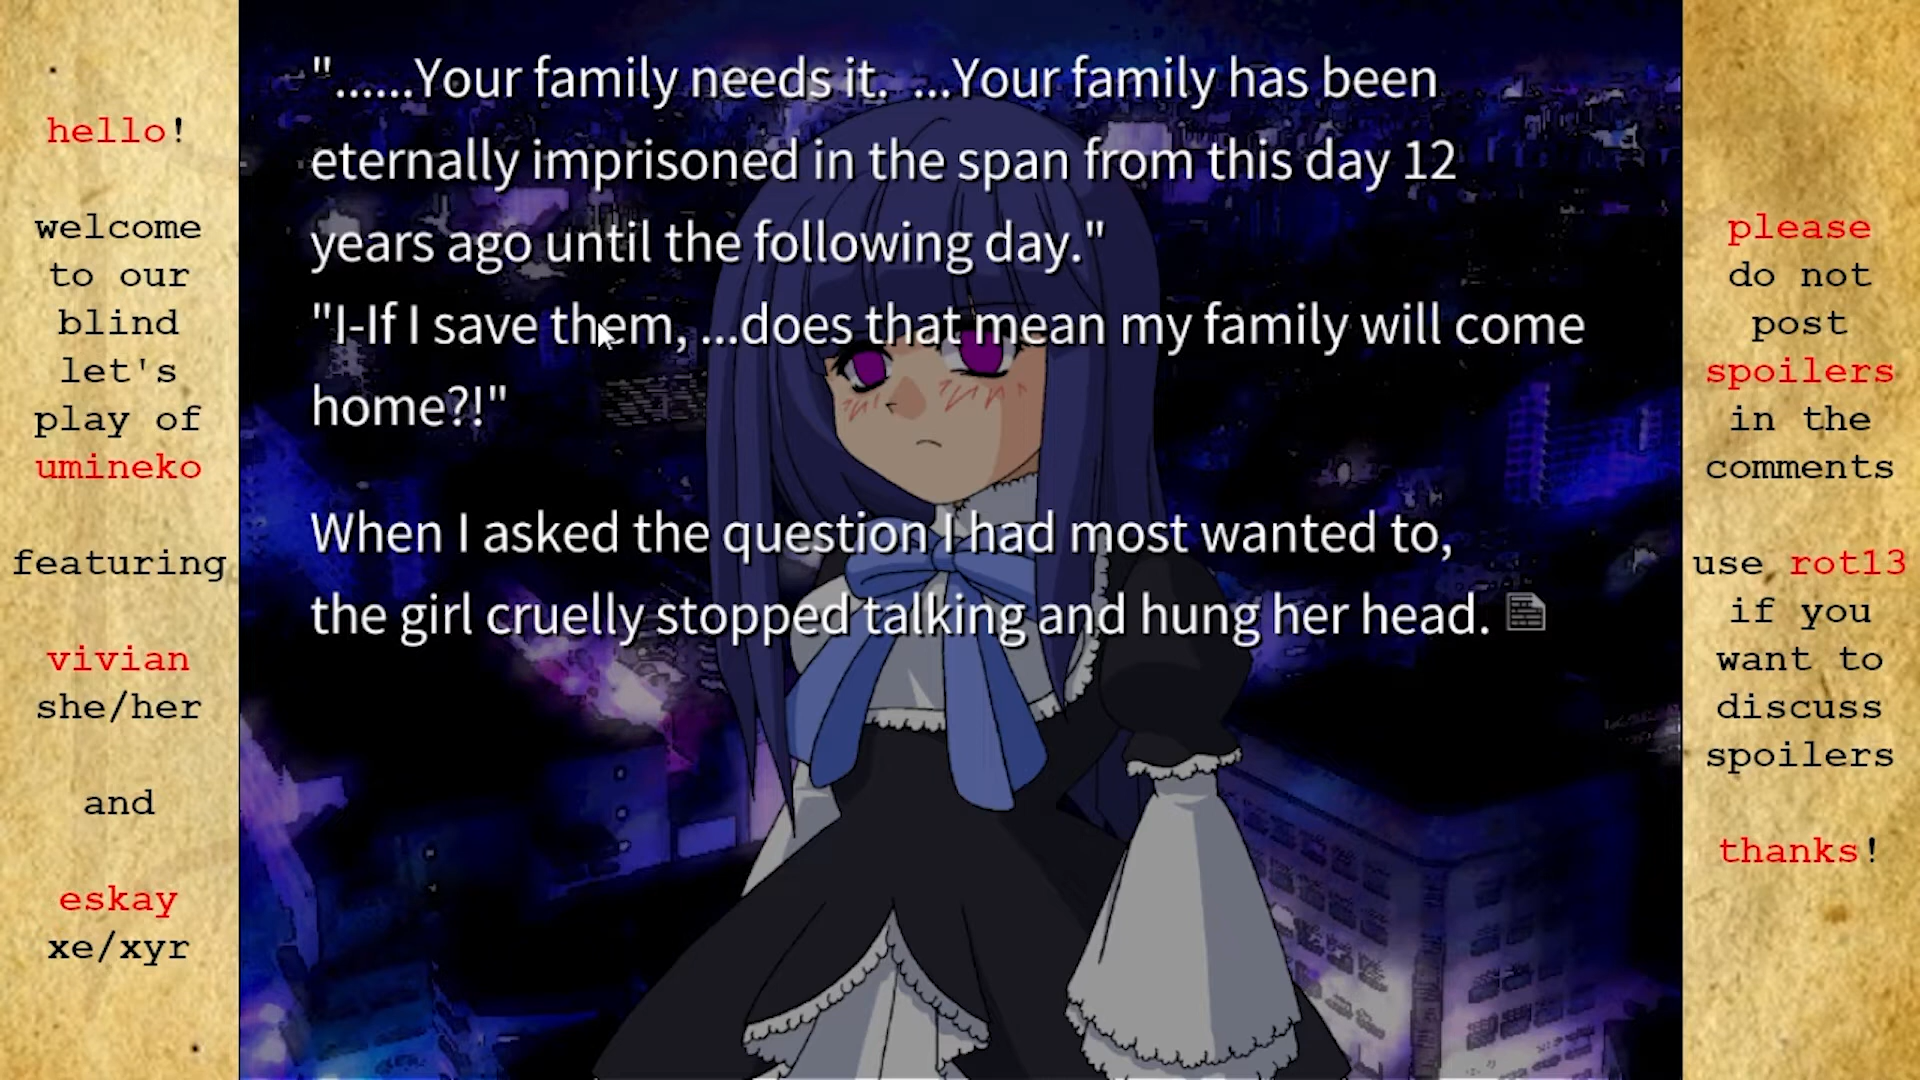 hello!
welcome
to our
blind
let's
play of
umineko
featuring
vivian
she/her
and
eskay
xe/xyr
"......Your family needs it.  ...Your family has been
eternally imprisoned in the span from this day 12
years ago until the following day."
"I-If I save them, ...does that mean my family will come
home?!"
When I asked the question I had most wanted to,
the girl cruelly stopped talking and hung her head.
please
do not
post
spoilers
in the
comments
use rot13
if you
want to
discuss
spoilers
thanks!